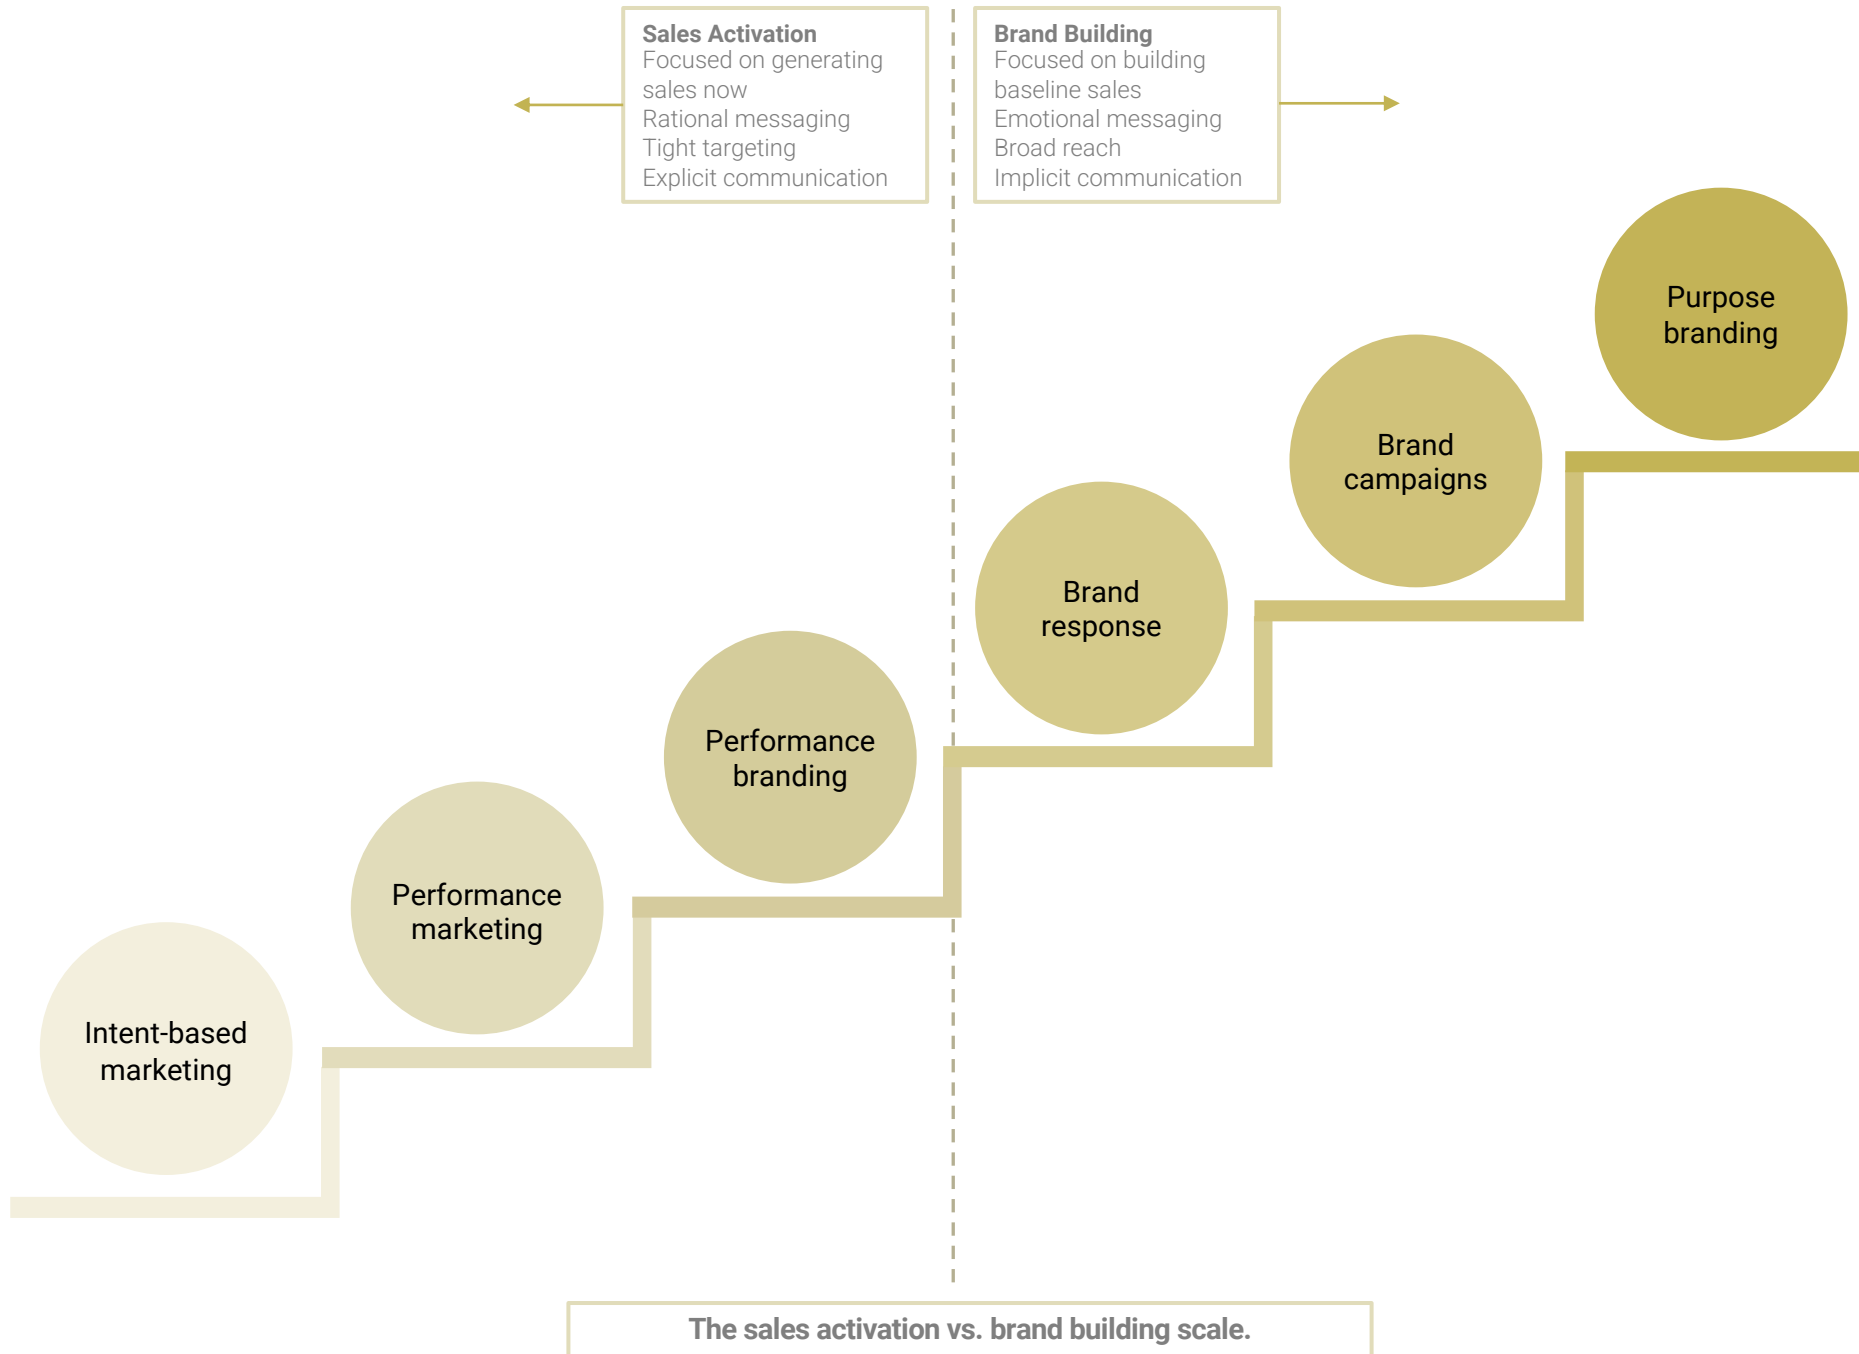 Sales Activation
Focused on generating
sales now
Rational messaging
Tight targeting
Explicit communication
Brand Building
Focused on building
baseline sales
Emotional messaging
Broad reach
Implicit communication
Purpose
branding
Brand
campaigns
Brand
response
Performance
branding
Performance
marketing
Intent-based
marketing
The sales activation vs. brand building scale.